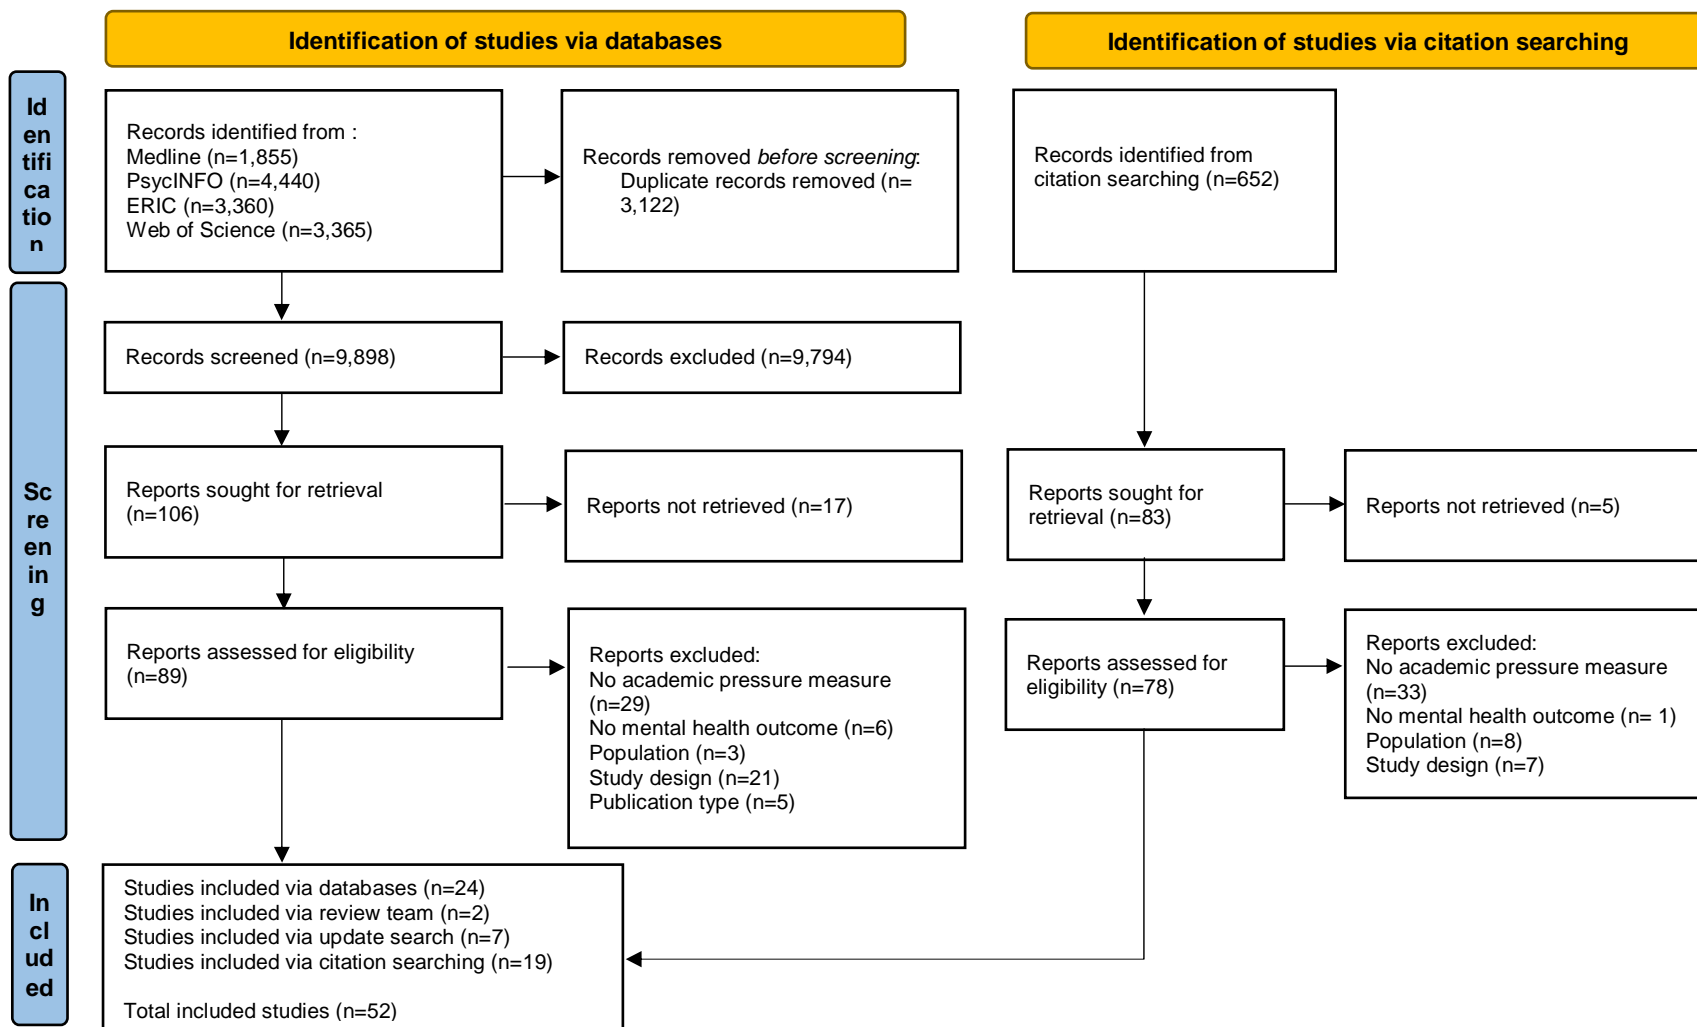 Identification of studies via databases
Identification of studies via citation searching
Id
en
tifi
ca
tio
n
Records identified from :
Medline (n=1,855)
PsycINFO (n=4,440)
ERIC (n=3,360)
Web of Science (n=3,365)
Records removed before screening:
Duplicate records removed (n=
3,122)
Records identified from
citation searching (n=652)
Sc
re
en
in
g
Records screened (n=9,898)
Records excluded (n=9,794)
Reports sought for retrieval
(n=106)
Reports not retrieved (n=17)
Reports sought for
retrieval (n=83)
Reports not retrieved (n=5)
Reports assessed for eligibility
(n=89)
Reports excluded:
No academic pressure measure
(n=29)
No mental health outcome (n=6)
Population (n=3)
Study design (n=21)
Publication type (n=5)
Reports assessed for
eligibility (n=78)
Reports excluded:
No academic pressure measure
(n=33)
No mental health outcome (n= 1)
Population (n=8)
Study design (n=7)
In
cl
ud
ed
Studies included via databases (n=24)
Studies included via review team (n=2)
Studies included via update search (n=7)
Studies included via citation searching (n=19)
Total included studies (n=52)